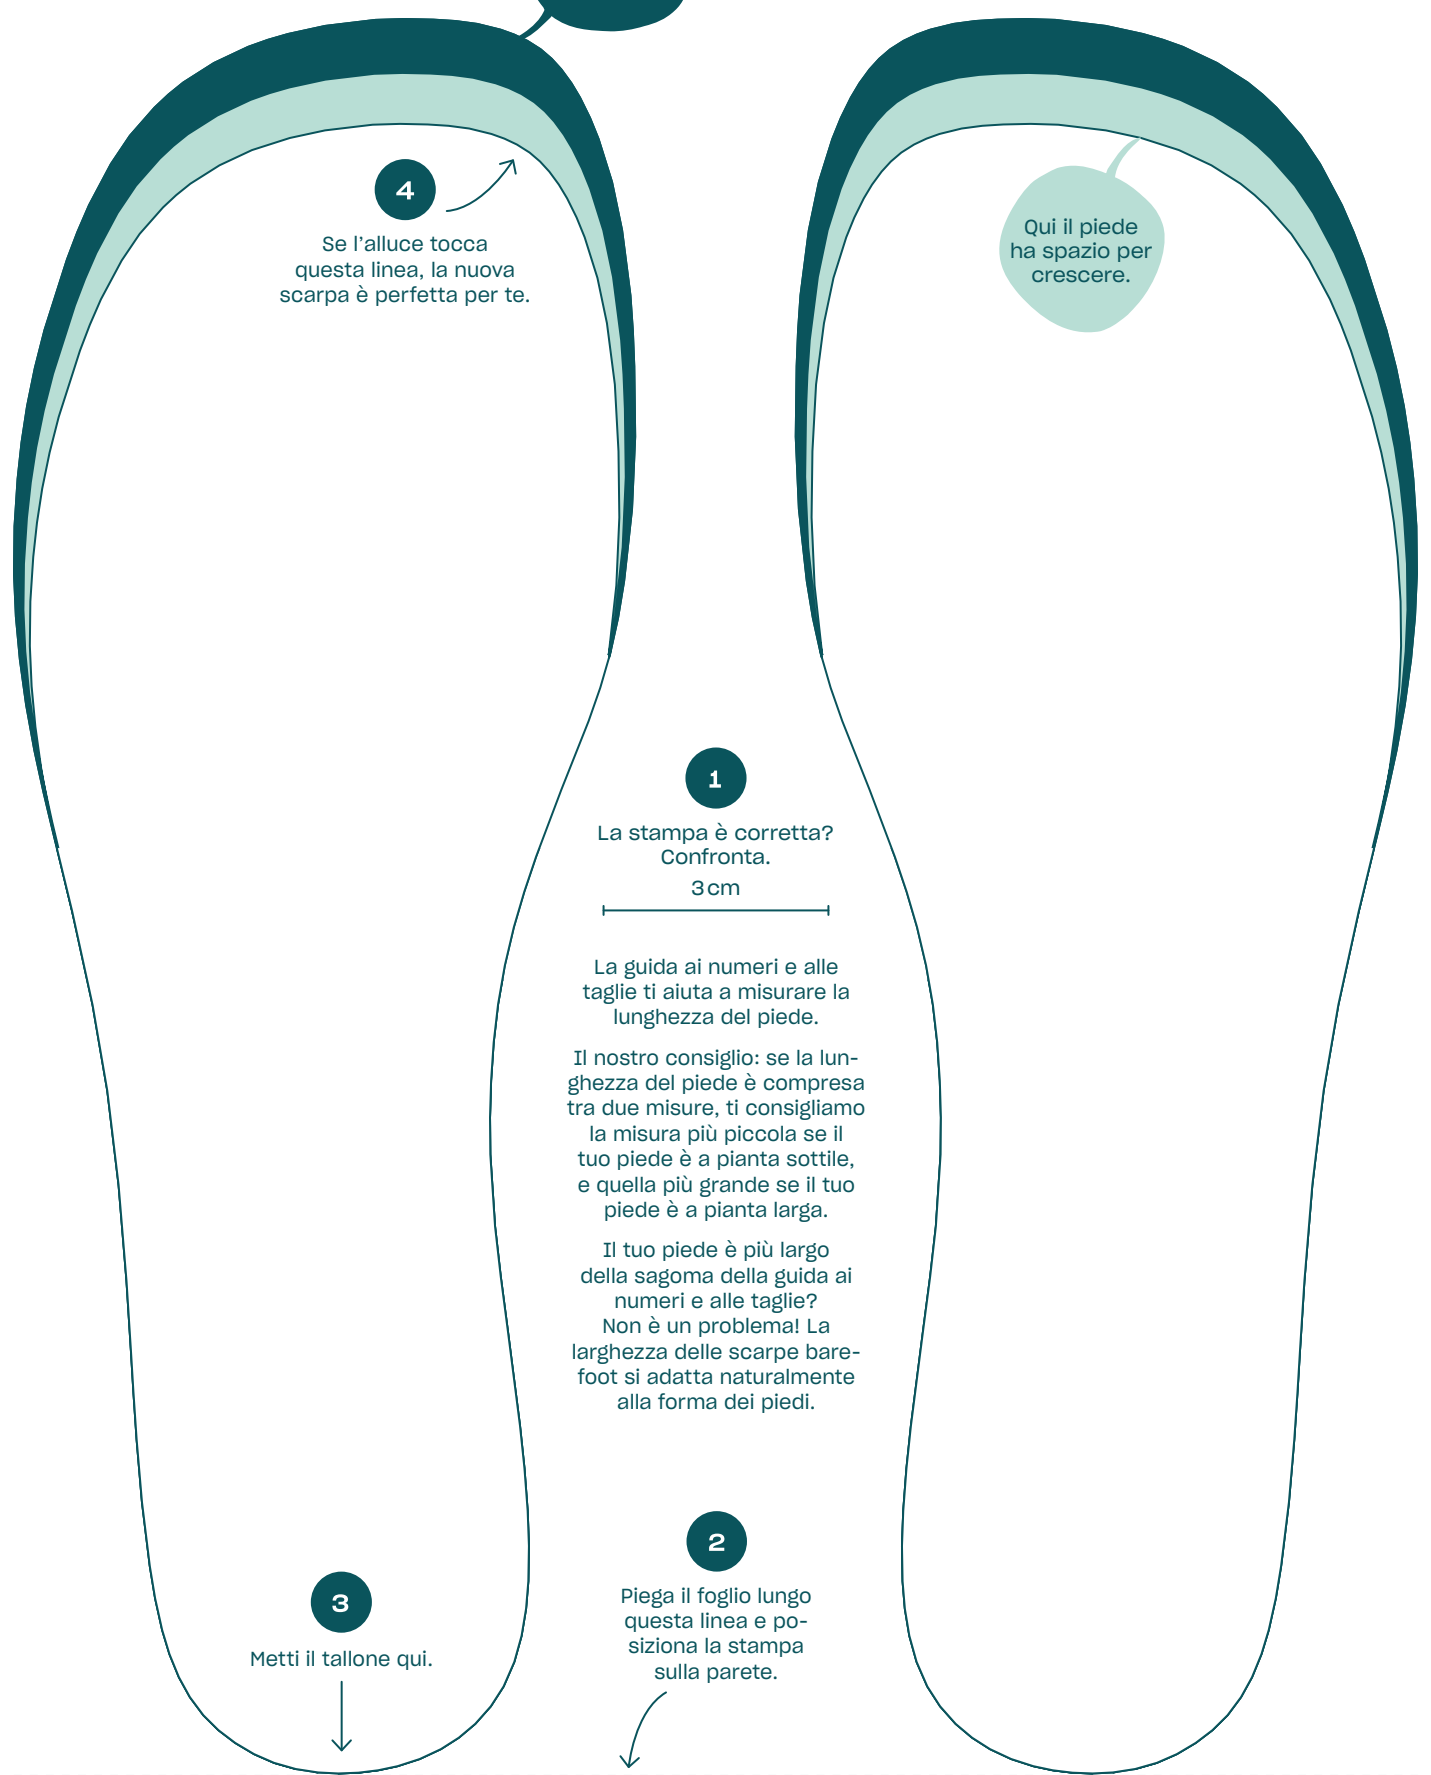 4
Se l’alluce tocca
questa linea, la nuova
scarpa è perfetta per te.
Qui il piede
ha spazio per
crescere.
1
La stampa è corretta?
Confronta.
3 cm
La guida ai numeri e alle
taglie ti aiuta a misurare la
lunghezza del piede.
Il nostro consiglio: se la lun-
ghezza del piede è compresa
tra due misure, ti consigliamo
la misura più piccola se il
tuo piede è a pianta sottile,
e quella più grande se il tuo
piede è a pianta larga.
Il tuo piede è più largo
della sagoma della guida ai
numeri e alle taglie?
Non è un problema! La
larghezza delle scarpe bare-
foot si adatta naturalmente
alla forma dei piedi.
2
Piega il foglio lungo
questa linea e po-
siziona la stampa
sulla parete.
3
Metti il tallone qui.